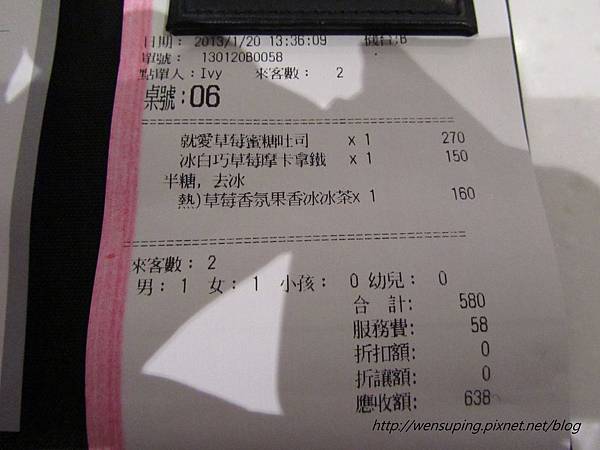 日期： 2013/1/20 13:36:09 機台:B
單號： 130120B0058
點單人：Ivy 來客數： 2
桌號：06
就愛草莓蜜糖吐司 x 1 270
冰白巧草莓摩卡拿鐵 x 1 150
半糖, 去冰
熱)草莓香氛果香冰冰茶x 1 160
來客數： 2
男： 1 女： 1 小孩： 0 幼兒： 0
合 計: 580
服務費: 58
折扣額: 0
折讓額: 0
應收額: 638
http://wensuping.pixnet.net/blog